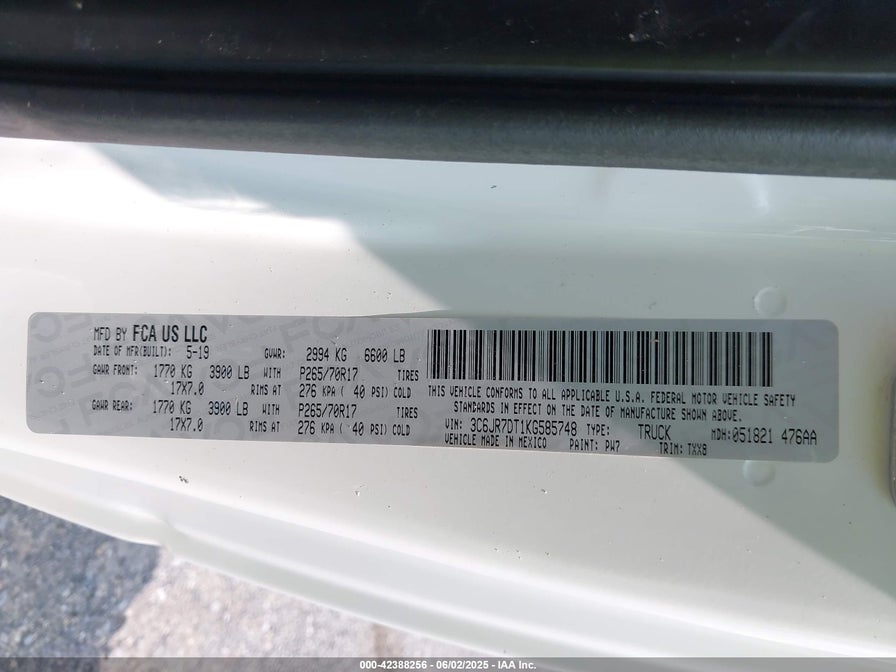 MFD BY FCA US LLC
DATE OF MFR(BUILT): 5-19 GVWR: 2994 KG 6600 LB
GAWR FRONT: 1770 KG 3900 LB WITH P265/70R17 TIRES
17X7.0 RIMS AT 276 KPA ( 40 PSI) COLD
GAWR REAR: 1770 KG 3900 LB WITH P265/70R17 TIRES
17X7.0 RIMS AT 276 KPA ( 40 PSI) COLD
THIS VEHICLE CONFORMS TO ALL APPLICABLE U.S.A. FEDERAL MOTOR VEHICLE SAFETY
STANDARDS IN EFFECT ON THE DATE OF MANUFACTURE SHOWN ABOVE.
VIN: 3C6JR7DT1KG585748 TYPE: TRUCK MDH:051821 476AA
VEHICLE MADE IN MEXICO PAINT: PW7 TRIM: TXX9
000-42388256 - 06/02/2025 - IAA Inc.